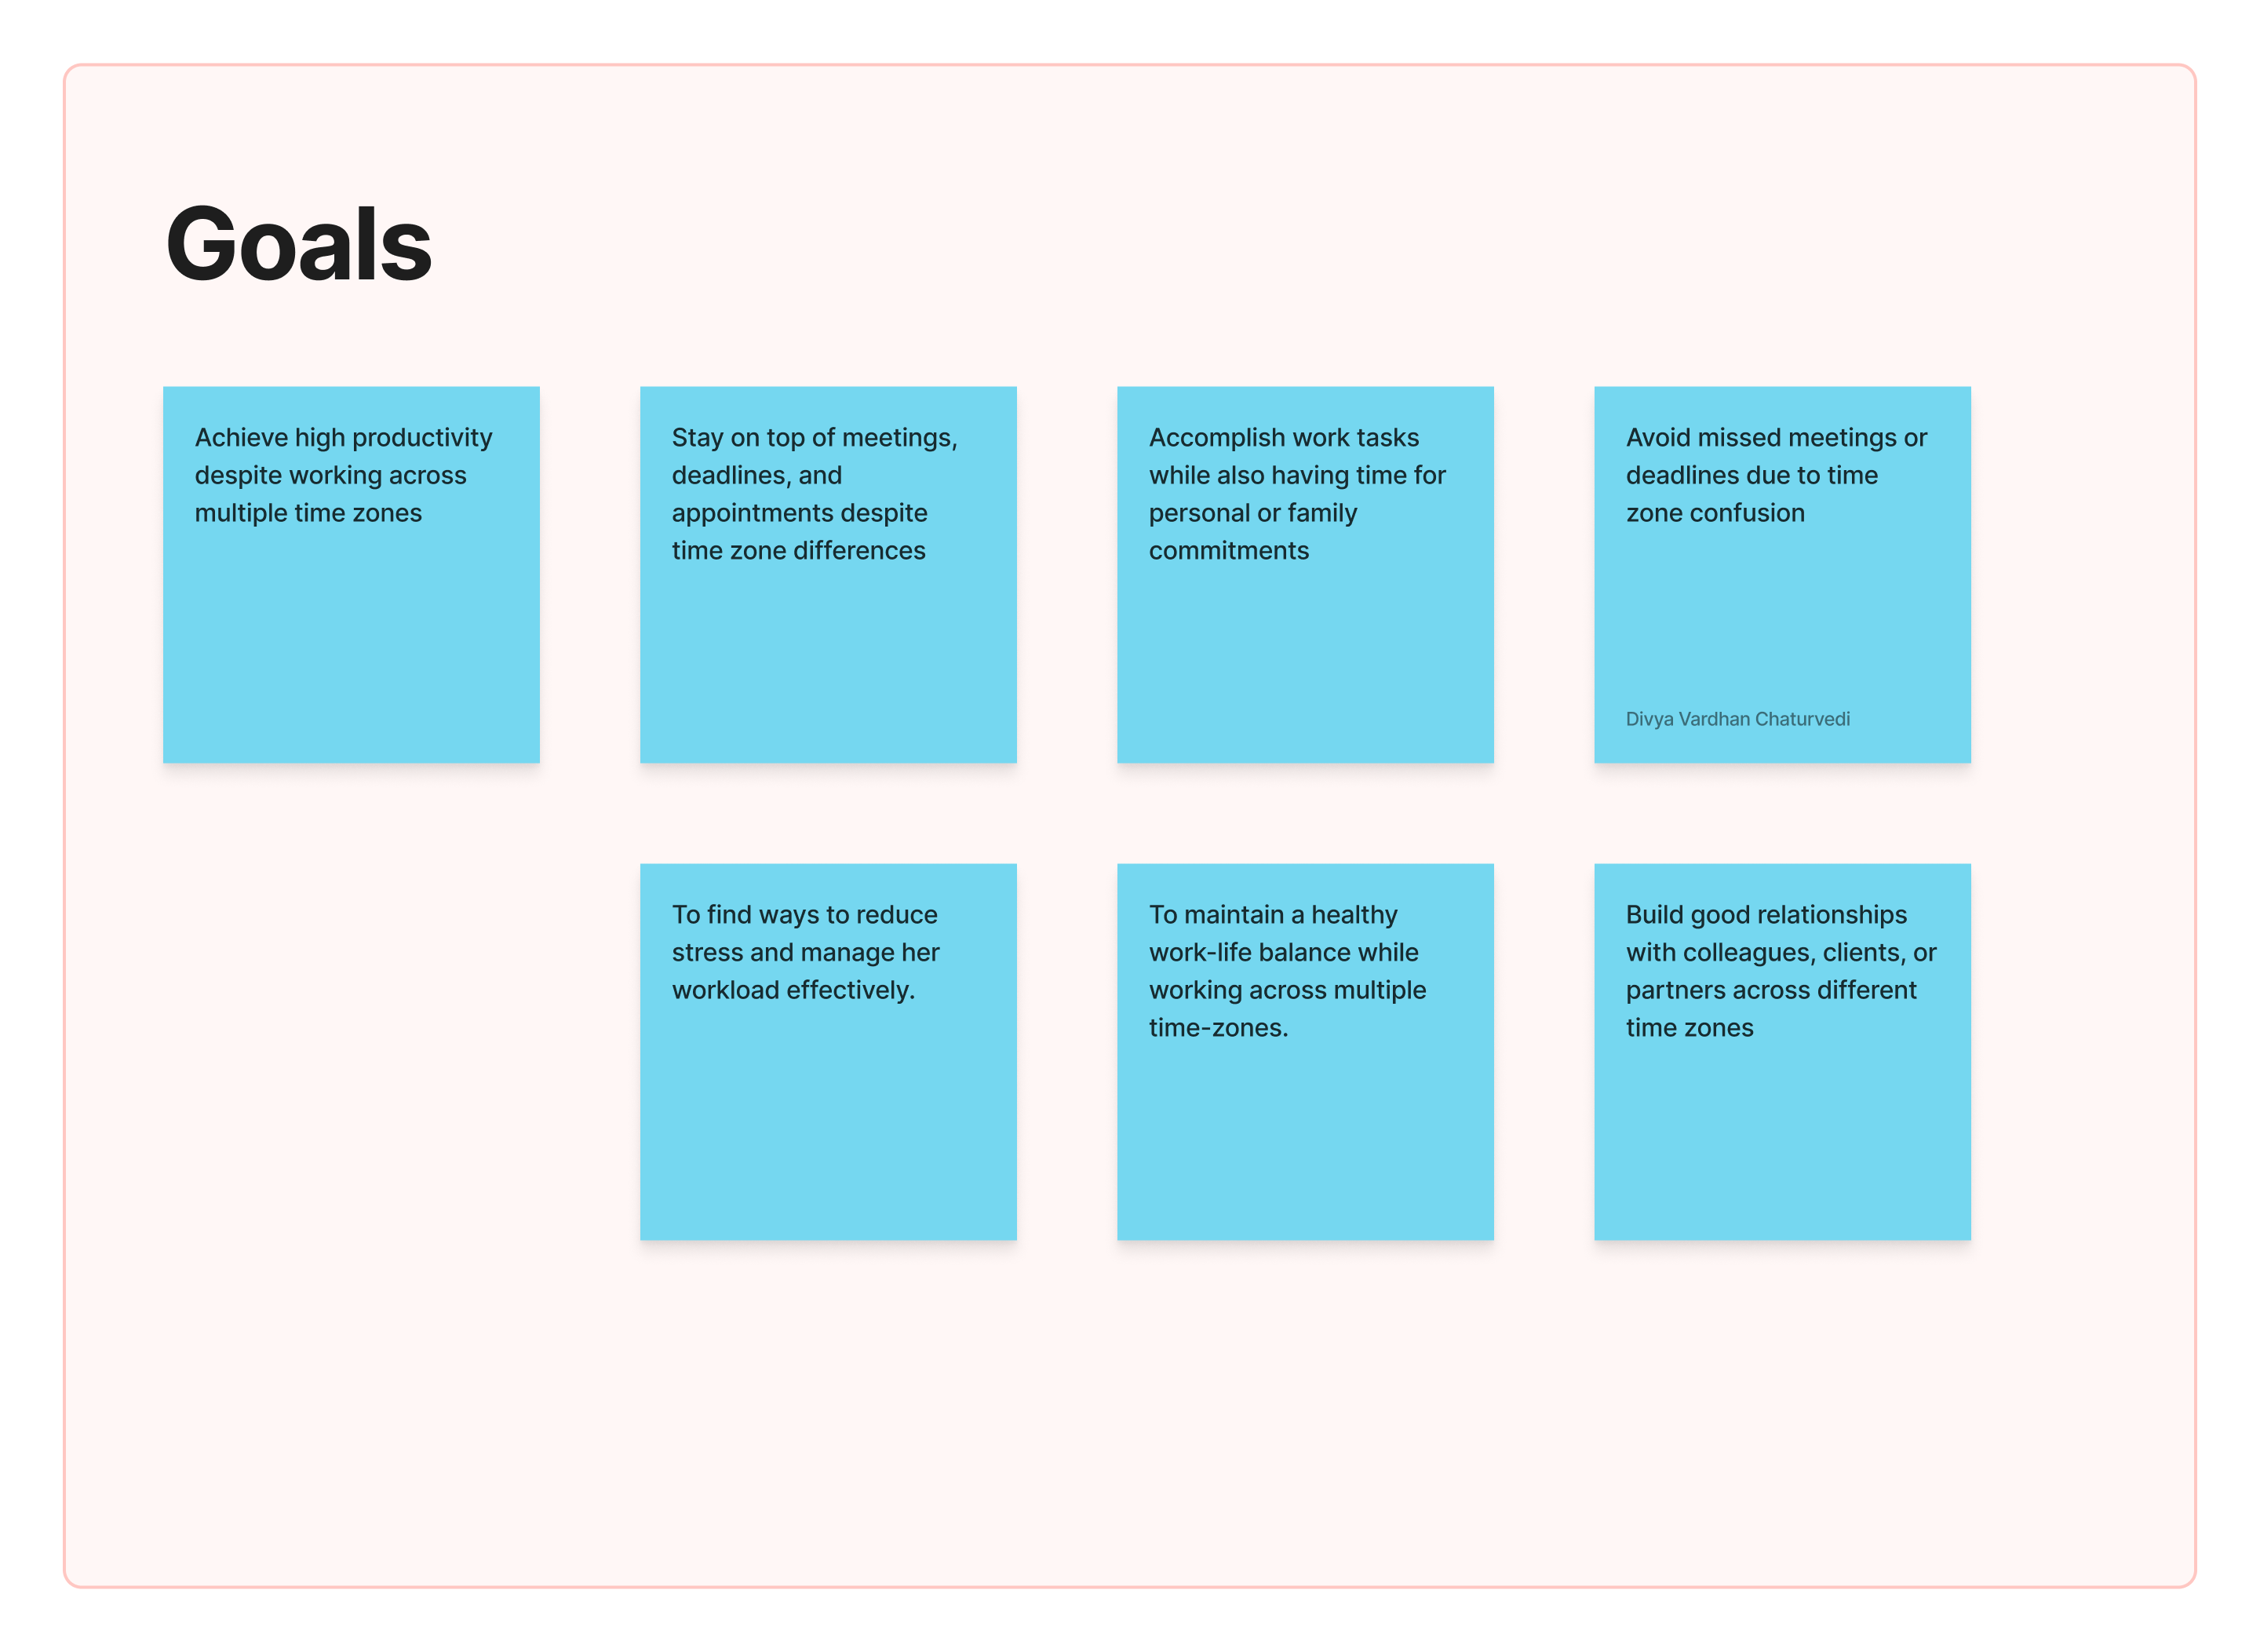 Goals
Achieve high productivity
despite working across
multiple time zones
Stay on top of meetings,
deadlines, and
appointments despite
time zone differences
Accomplish work tasks
while also having time for
personal or family
commitments
Avoid missed meetings or
deadlines due to time
zone confusion
Divya Vardhan Chaturvedi
To find ways to reduce
stress and manage her
workload effectively.
To maintain a healthy
work-life balance while
working across multiple
time-zones.
Build good relationships
with colleagues, clients, or
partners across different
time zones